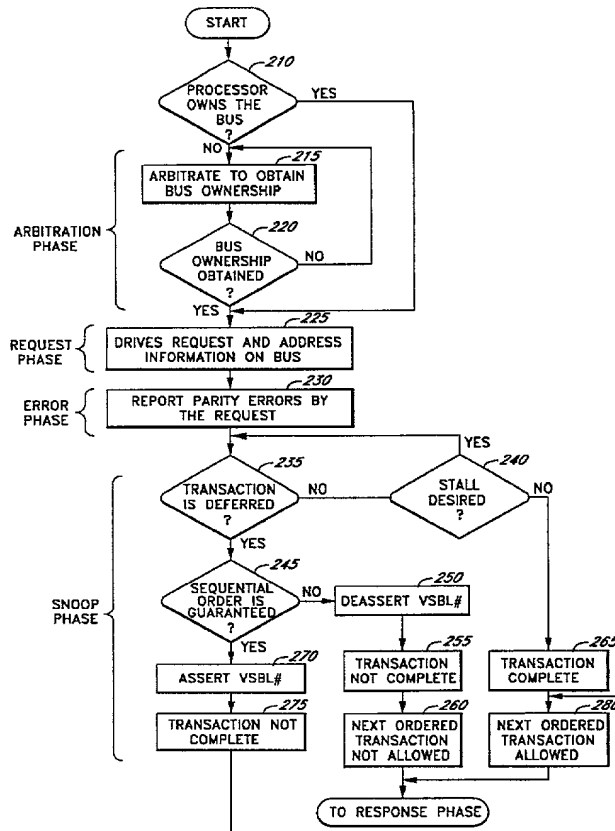 START
210
PROCESSOR
OWNS THE
BUS
?
YES
NO
215
ARBITRATE TO OBTAIN
BUS OWNERSHIP
ARBITRATION
PHASE
220
BUS
OWNERSHIP
OBTAINED
?
NO
YES
225
REQUEST
PHASE
DRIVES REQUEST AND ADDRESS
INFORMATION ON BUS
230
ERROR
PHASE
REPORT PARITY ERRORS BY
THE REQUEST
YES
235
TRANSACTION
IS DEFERRED
?
NO
240
STALL
DESIRED
?
NO
YES
245
SEQUENTIAL
ORDER IS
GUARANTEED
?
NO
250
DEASSERT VSBL#
SNOOP
PHASE
YES
270
ASSERT VSBL#
255
TRANSACTION
NOT COMPLETE
265
TRANSACTION
COMPLETE
275
TRANSACTION NOT
COMPLETE
260
NEXT ORDERED
TRANSACTION
NOT ALLOWED
280
NEXT ORDERED
TRANSACTION
ALLOWED
TO RESPONSE PHASE